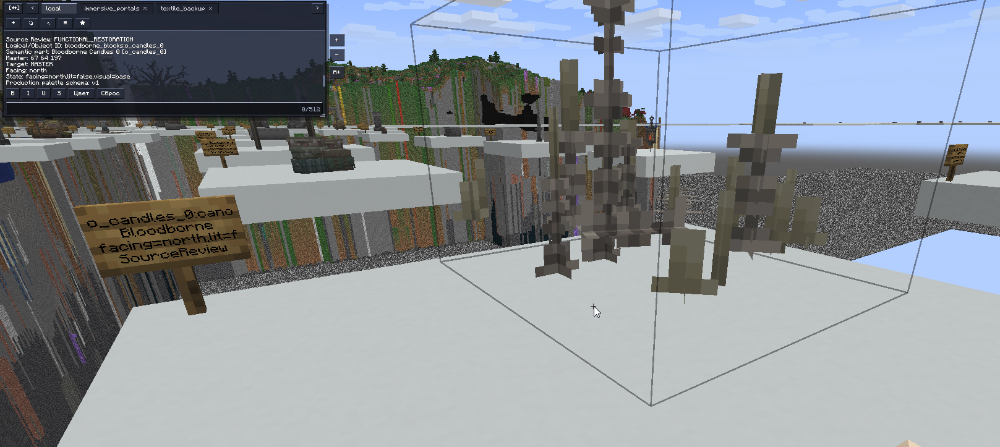 [↔] < local immersive_portals × textile_backup × >
Source Review: FUNCTIONAL_RESTORATION
Logical/Object ID: bloodborne_blocks:o_candles_0
Semantic part: Bloodborne Candles 0 [o_candles_0]
Master: 67 64 197
Target: MASTER
Facing: north
State: facing=north,lit=false,visual=base
Production palette schema: v1
B I U S Цвет Сброс
0/512
+
-
A+
o_candles_0:cano
Bloodborne
facing=north,lit=f
SourceReview